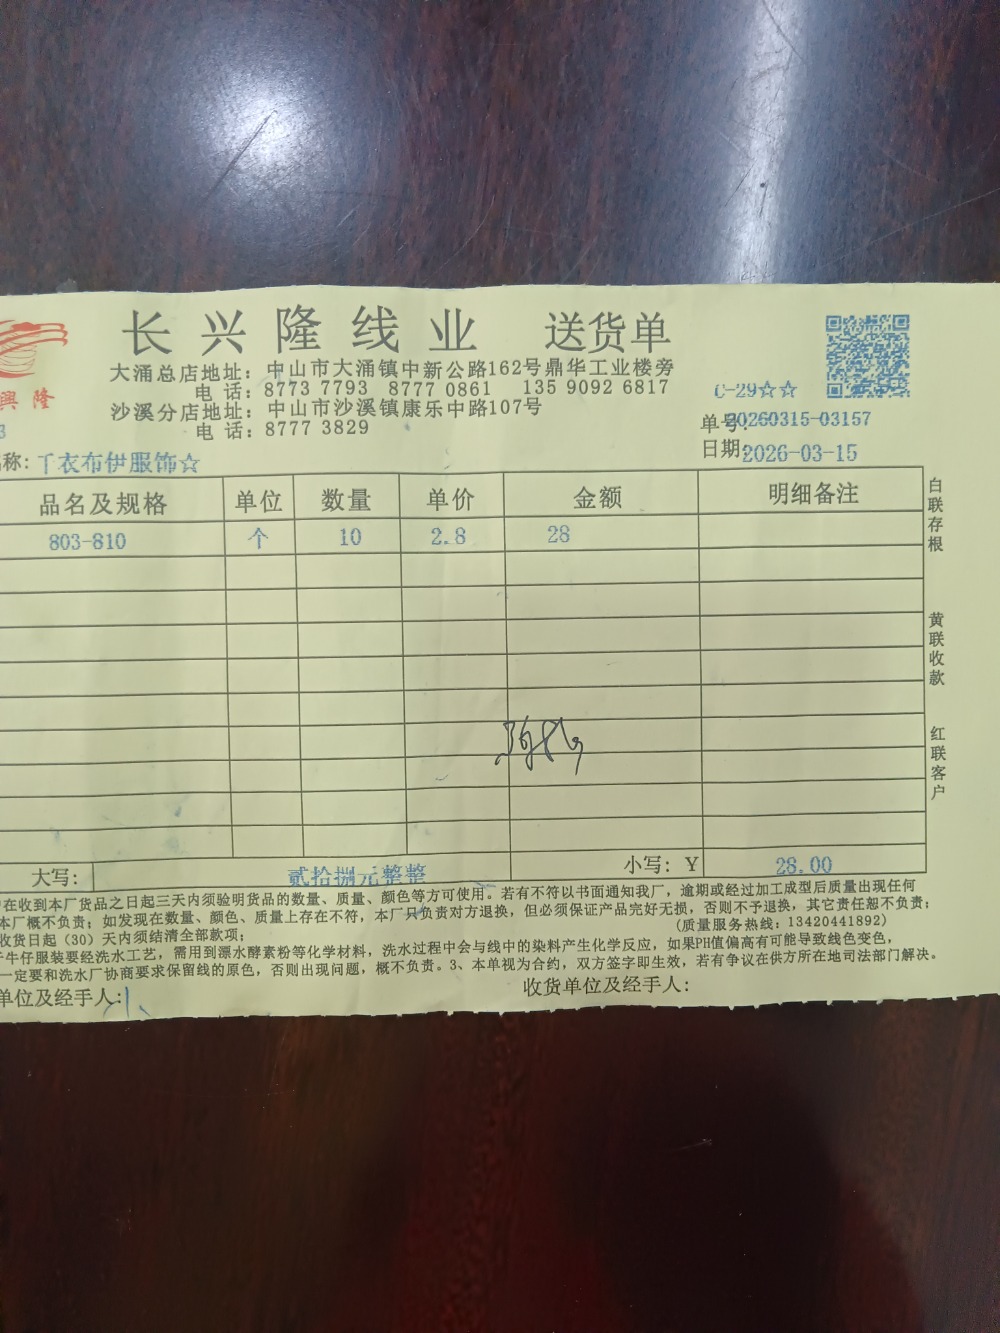 长兴隆线业 送货单
興隆
大涌总店地址：中山市大涌镇中新公路162号鼎华工业楼旁
电 话：8773 7793 8777 0861 135 9092 6817
沙溪分店地址：中山市沙溪镇康乐中路107号
电 话：8777 3829
C-29☆☆
单号:20260315-03157
日期:2026-03-15
称: 丫衣布伊服饰☆
品名及规格 单位 数量 单价 金额 明细备注
803-810 个 10 2.8 28
白联存根
黄联收款
红联客户
大写: 贰拾捌元整整 小写: Y 28.00
在收到本厂货品之日起三天内须验明货品的数量、质量、颜色等方可使用。若有不符以书面通知我厂，逾期或经过加工成型后质量出现任何
本厂概不负责；如发现在数量、颜色、质量上存在不符，本厂只负责对方退换，但必须保证产品完好无损，否则不予退换，其它责任恕不负责；
收货日起（30）天内须结清全部款项； (质量服务热线：13420441892)
牛仔服装要经洗水工艺，需用到漂水酵素粉等化学材料，洗水过程中会与线中的染料产生化学反应，如果PH值偏高有可能导致线色变色，
一定要和洗水厂协商要求保留线的原色，否则出现问题，概不负责。3、本单视为合约，双方签字即生效，若有争议在供方所在地司法部门解决。
单位及经手人: 收货单位及经手人: